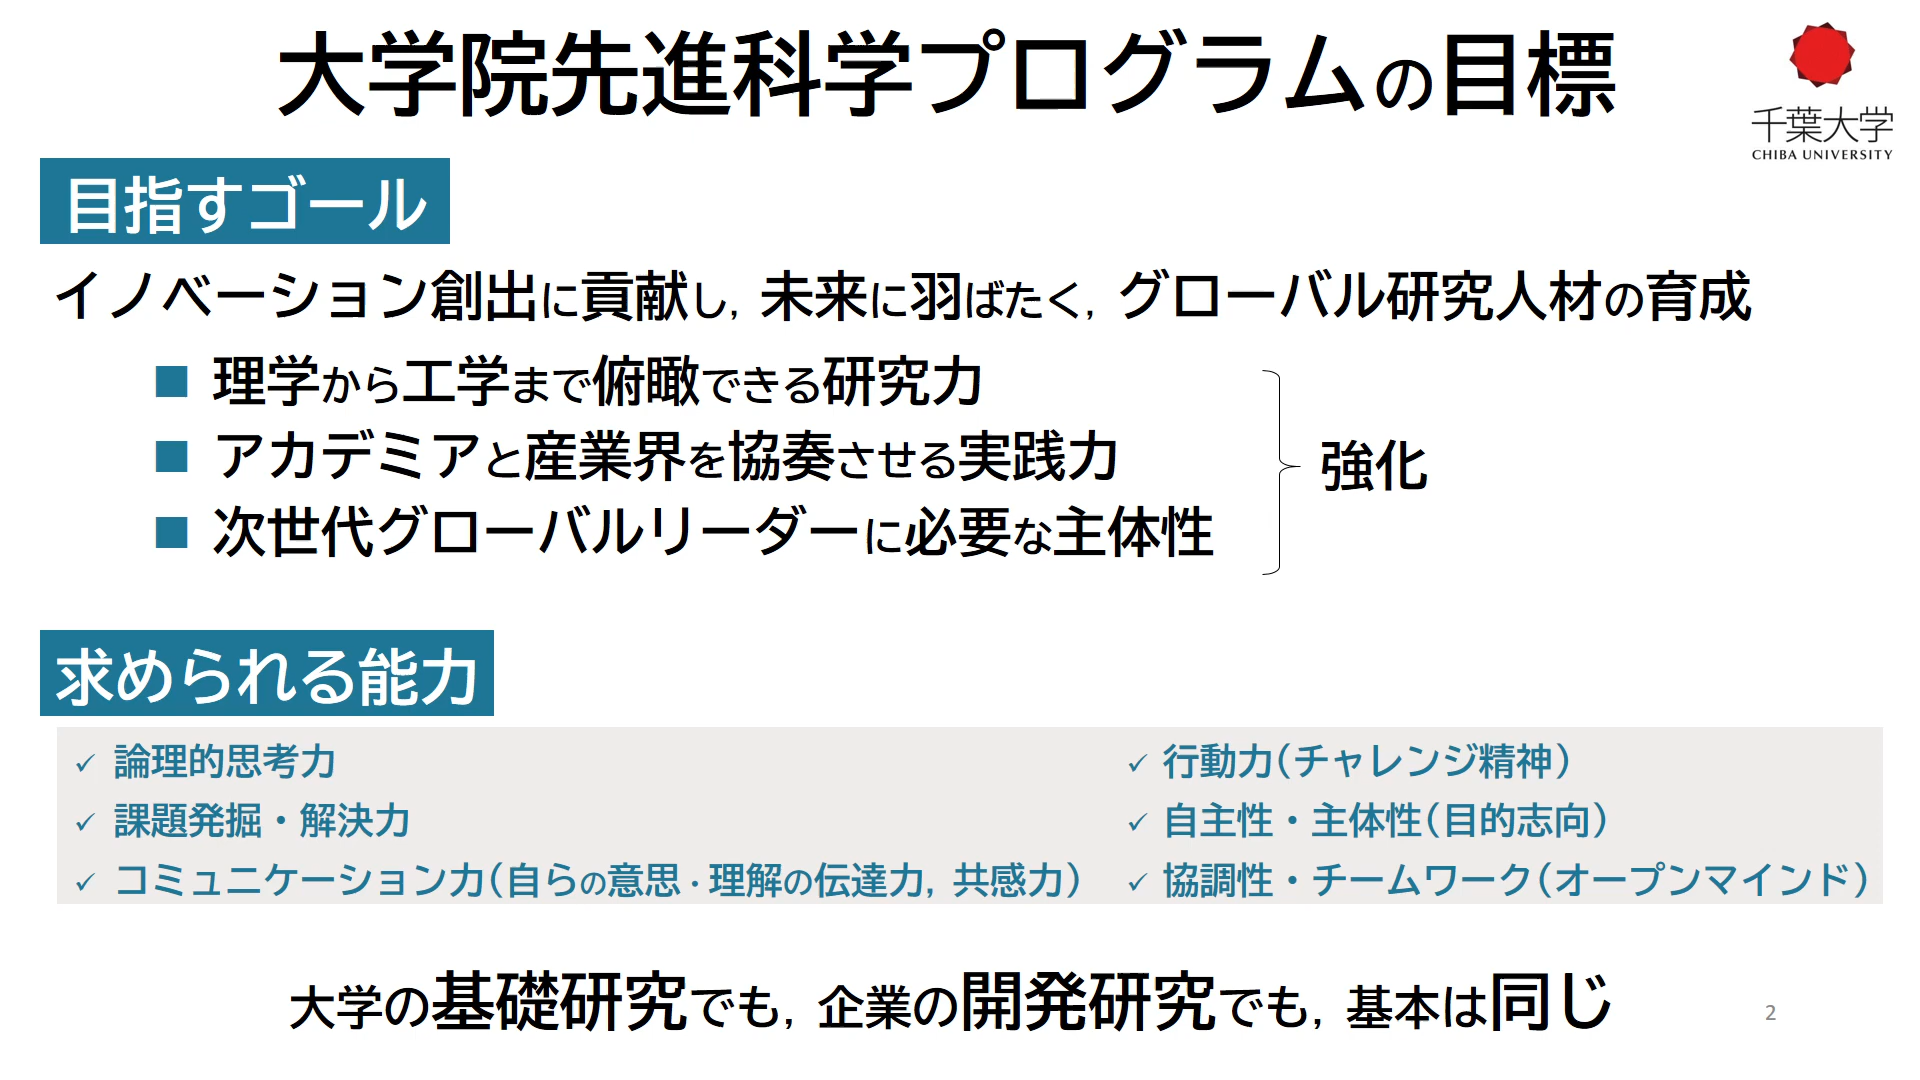 大学院先進科学プログラムの目標
千葉大学
CHIBA UNIVERSITY
目指すゴール
イノベーション創出に貢献し, 未来に羽ばたく, グローバル研究人材の育成
■ 理学から工学まで俯瞰できる研究力
■ アカデミアと産業界を協奏させる実践力
■ 次世代グローバルリーダーに必要な主体性
強化
求められる能力
✓ 論理的思考力
✓ 課題発掘・解決力
✓ コミュニケーション力(自らの意思・理解の伝達力, 共感力)
✓ 行動力(チャレンジ精神)
✓ 自主性・主体性(目的志向)
✓ 協調性・チームワーク(オープンマインド)
大学の基礎研究でも, 企業の開発研究でも, 基本は同じ
2